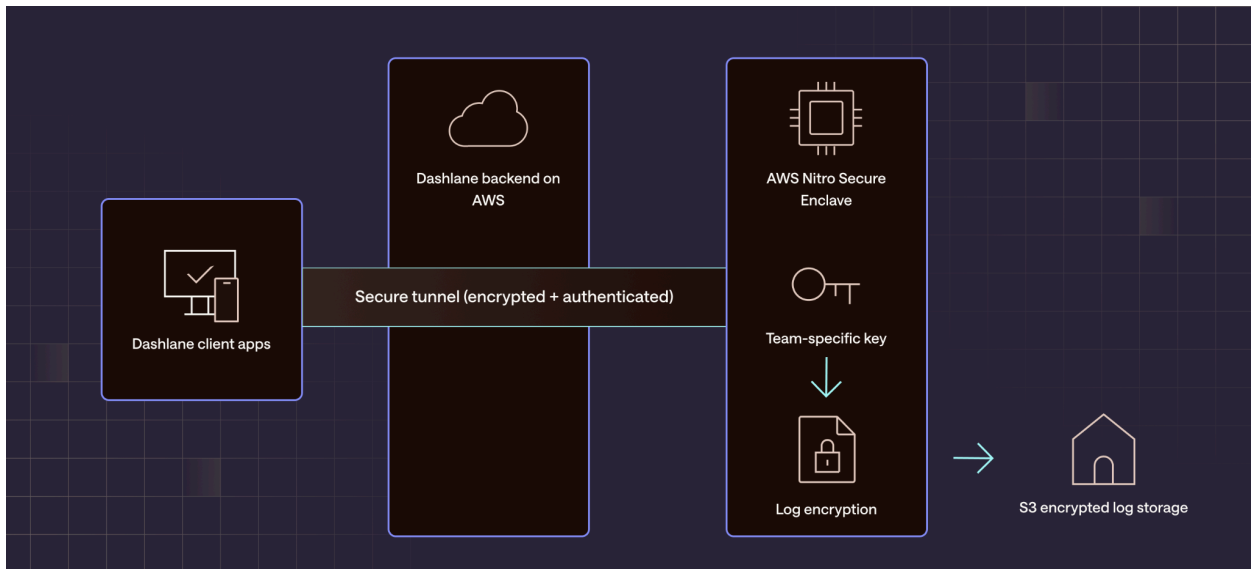 Dashlane client apps
Dashlane backend on
AWS
Secure tunnel (encrypted + authenticated)
AWS Nitro Secure
Enclave
Team-specific key
Log encryption
S3 encrypted log storage